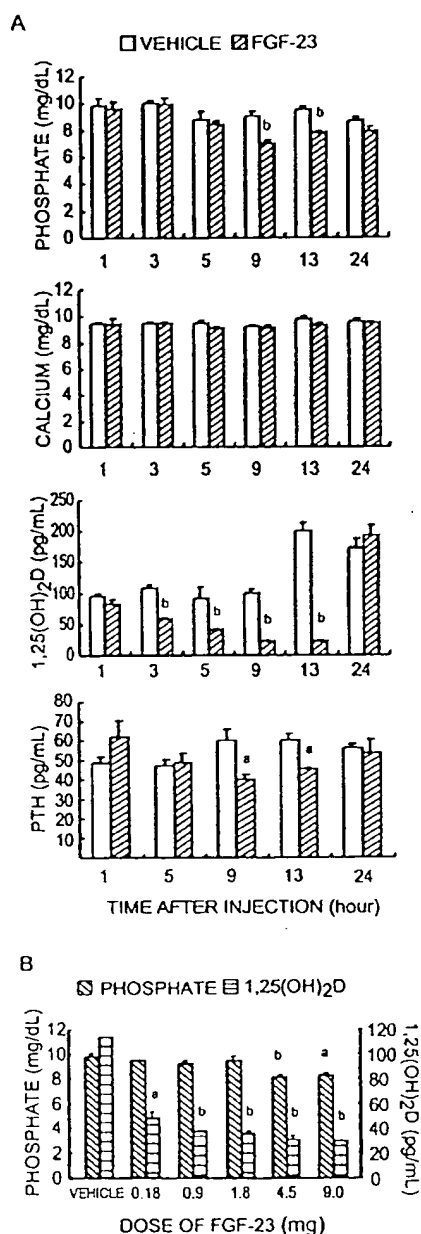 A
VEHICLE FGF-23
PHOSPHATE (mg/dL)
12
10
8
6
4
2
0
b b
1 3 5 9 13 24
CALCIUM (mg/dL)
12
10
8
6
4
2
0
1 3 5 9 13 24
1,25(OH)2D (pg/mL)
250
200
150
100
50
0
b b b b
1 3 5 9 13 24
PTH (pg/mL)
80
70
60
50
40
30
20
10
a a
1 5 9 13 24
TIME AFTER INJECTION (hour)
B
PHOSPHATE 1,25(OH)2D
PHOSPHATE (mg/dL)
12
10
8
6
4
2
0
a b b b a b b
120
100
80
60
40
20
0
1,25(OH)2D (pg/mL)
VEHICLE 0.18 0.9 1.8 4.5 9.0
DOSE OF FGF-23 (mg)